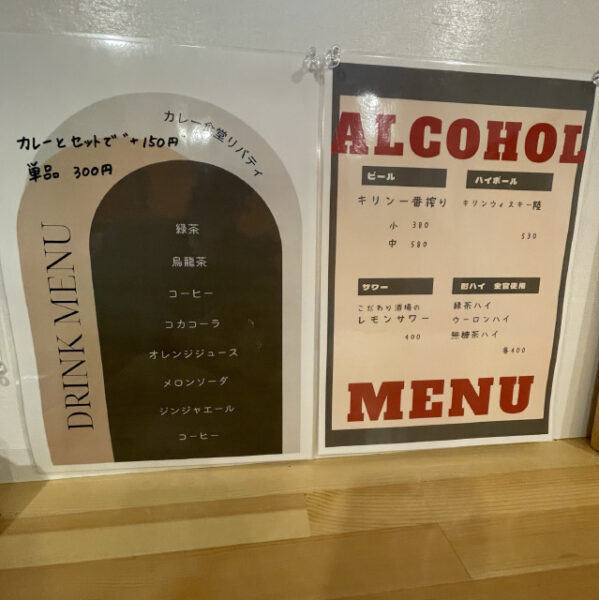 カレー食堂リバティ
カレーとセットで +150円
単品 300円
DRINK MENU
緑茶
烏龍茶
コーヒー
コカコーラ
オレンジジュース
メロンソーダ
ジンジャエール
コーヒー
ALCOHOL
ビール
キリン一番搾り
小 380
中 580
ハイボール
キリンウィスキー陸
530
サワー
こだわり酒場の
レモンサワー
400
酎ハイ 金宮使用
緑茶ハイ
ウーロンハイ
無糖茶ハイ
各400
MENU